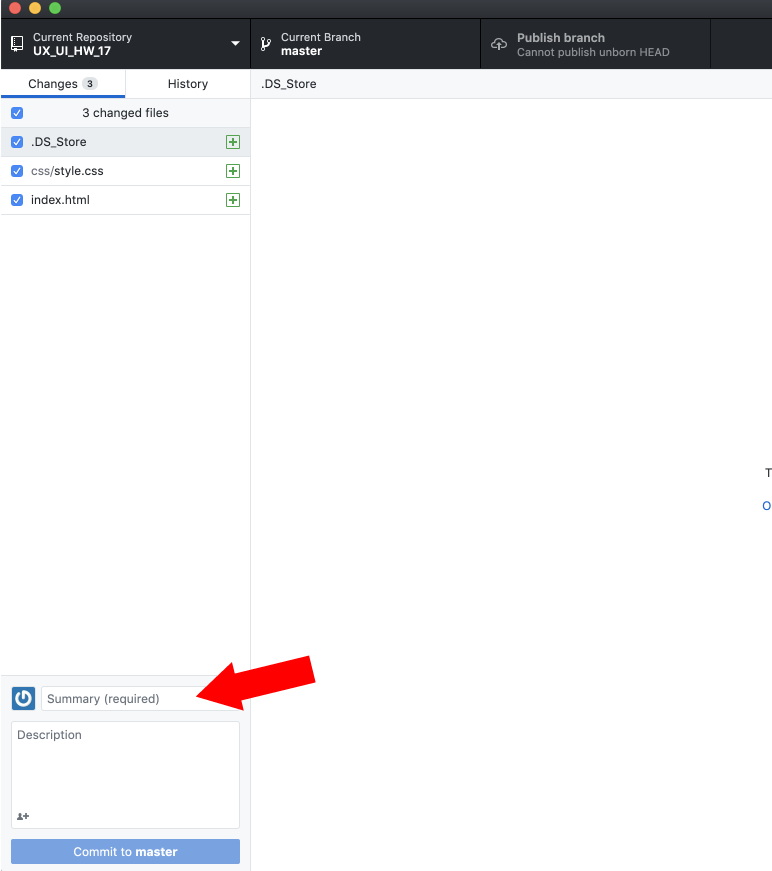 Current Repository
UX_UI_HW_17
Current Branch
master
Publish branch
Cannot publish unborn HEAD
Changes 3
History
.DS_Store
3 changed files
.DS_Store
css/style.css
index.html
T
O
Summary (required)
Description
Commit to master